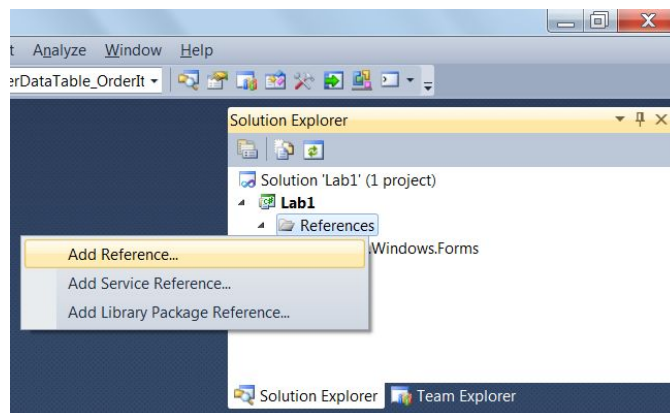 Analyze Window Help
erDataTable_OrderIt
Solution Explorer
Solution 'Lab1' (1 project)
Lab1
References
Add Reference...
.Windows.Forms
Add Service Reference...
Add Library Package Reference...
Solution Explorer Team Explorer